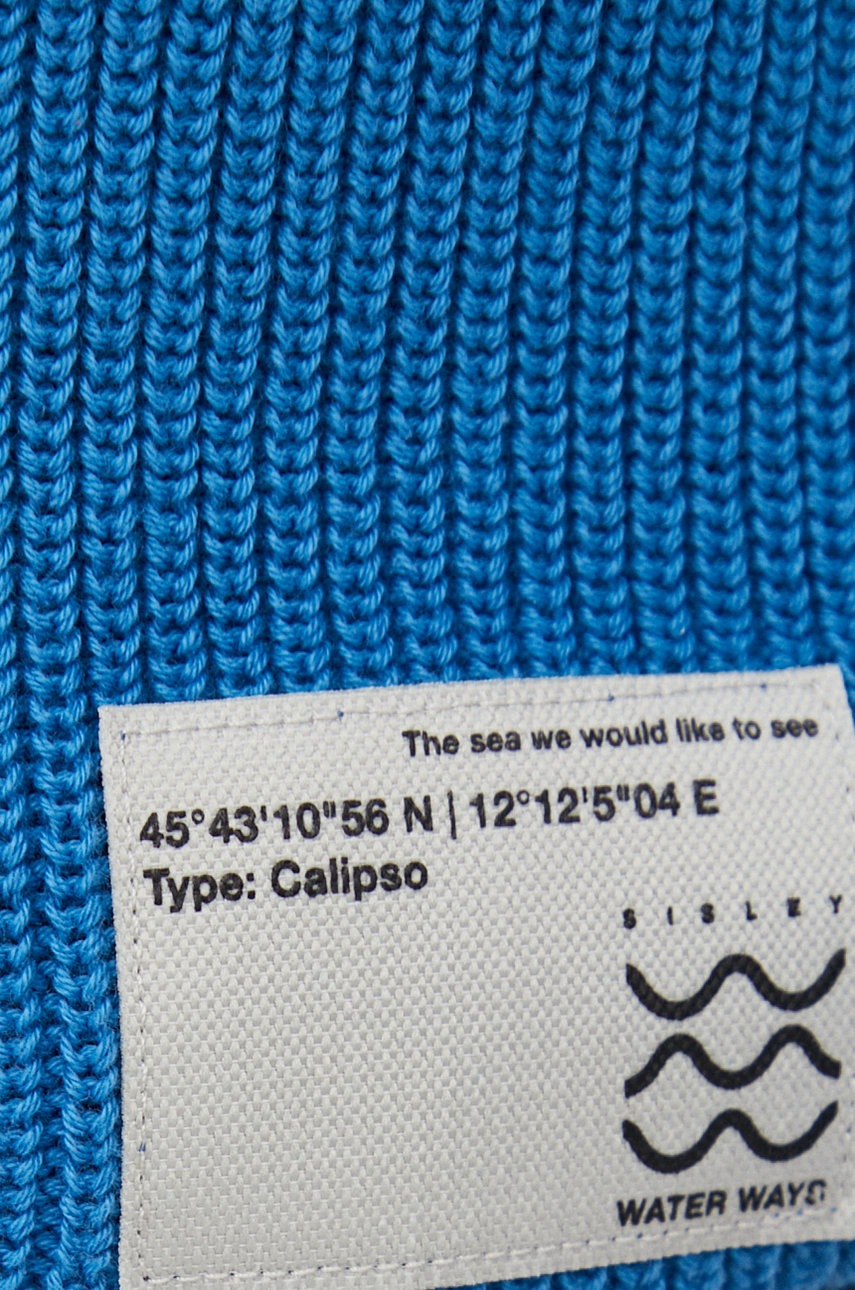 The sea we would like to see
45°43'10"56 N | 12°12'5"04 E
Type: Calipso
SISLEY
WATER WAYS